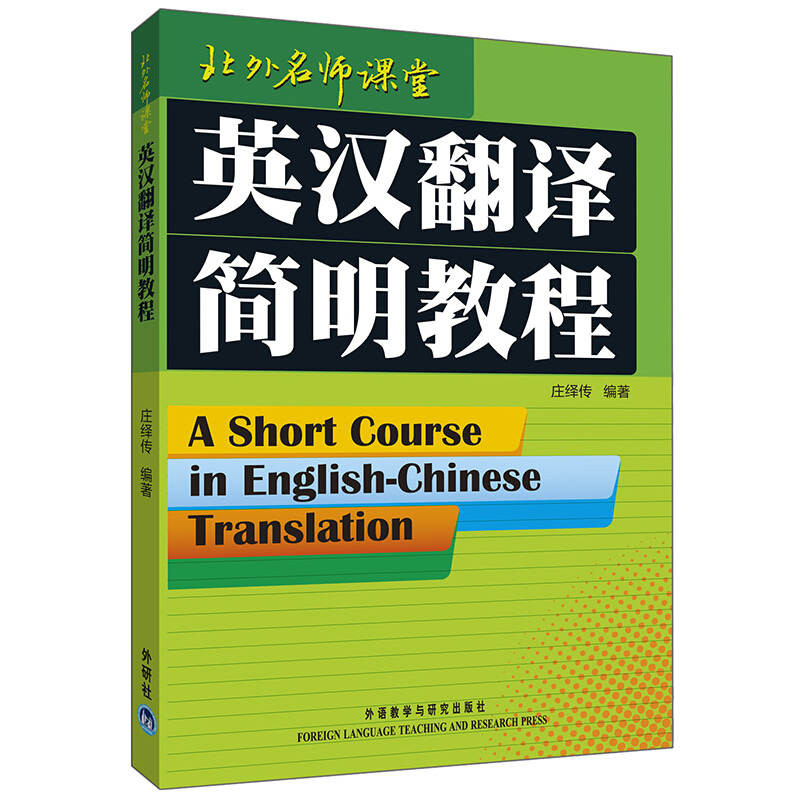 北外名师课堂
英汉翻译
简明教程
庄绎传 编著
A Short Course
in English-Chinese
Translation
外语教学与研究出版社
FOREIGN LANGUAGE TEACHING AND RESEARCH PRESS
北外名师课堂
英汉翻译简明教程
庄绎传 编著
外研社